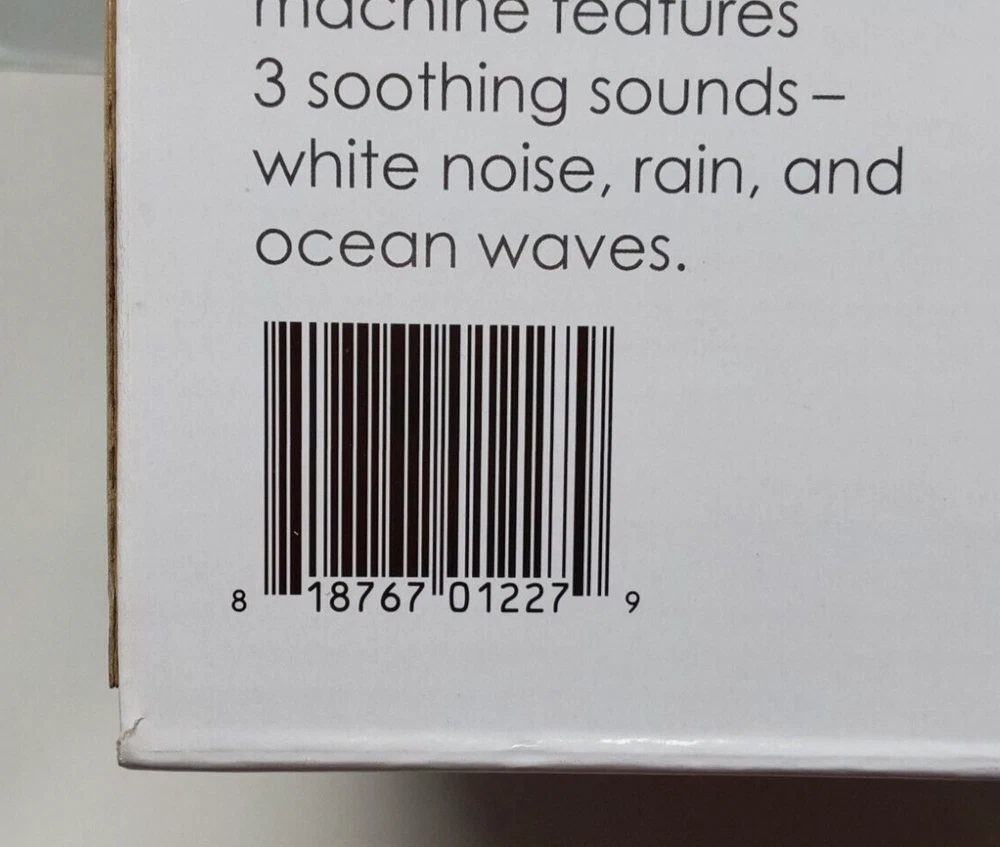 machine features
3 soothing sounds –
white noise, rain, and
ocean waves.
8 18767 01227 9